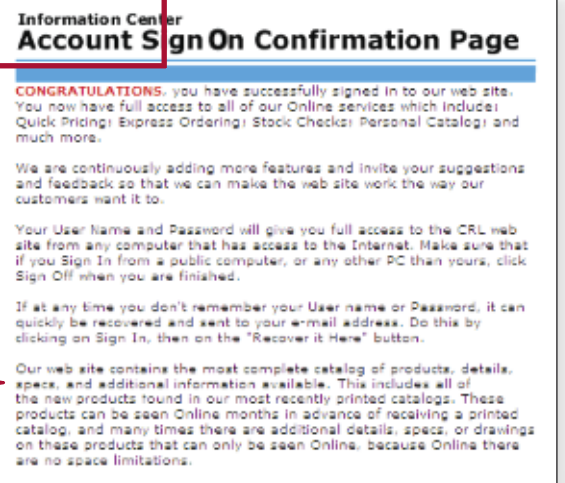 Information Center
Account Sign On Confirmation Page
CONGRATULATIONS, you have successfully signed in to our web site.
You now have full access to all of our Online services which include:
Quick Pricing; Express Ordering; Stock Checks; Personal Catalog; and
much more.
We are continuously adding more features and invite your suggestions
and feedback so that we can make the web site work the way our
customers want it to.
Your User Name and Password will give you full access to the CRL web
site from any computer that has access to the Internet. Make sure that
if you Sign In from a public computer, or any other PC than yours, click
Sign Off when you are finished.
If at any time you don't remember your User name or Password, it can
quickly be recovered and sent to your e-mail address. Do this by
clicking on Sign In, then on the "Recover it Here" button.
Our web site contains the most complete catalog of products, details,
specs, and additional information available. This includes all of
the new products found in our most recently printed catalogs. These
products can be seen Online months in advance of receiving a printed
catalog, and many times there are additional details, specs, or drawings
on these products that can only be seen Online, because Online there
are no space limitations.